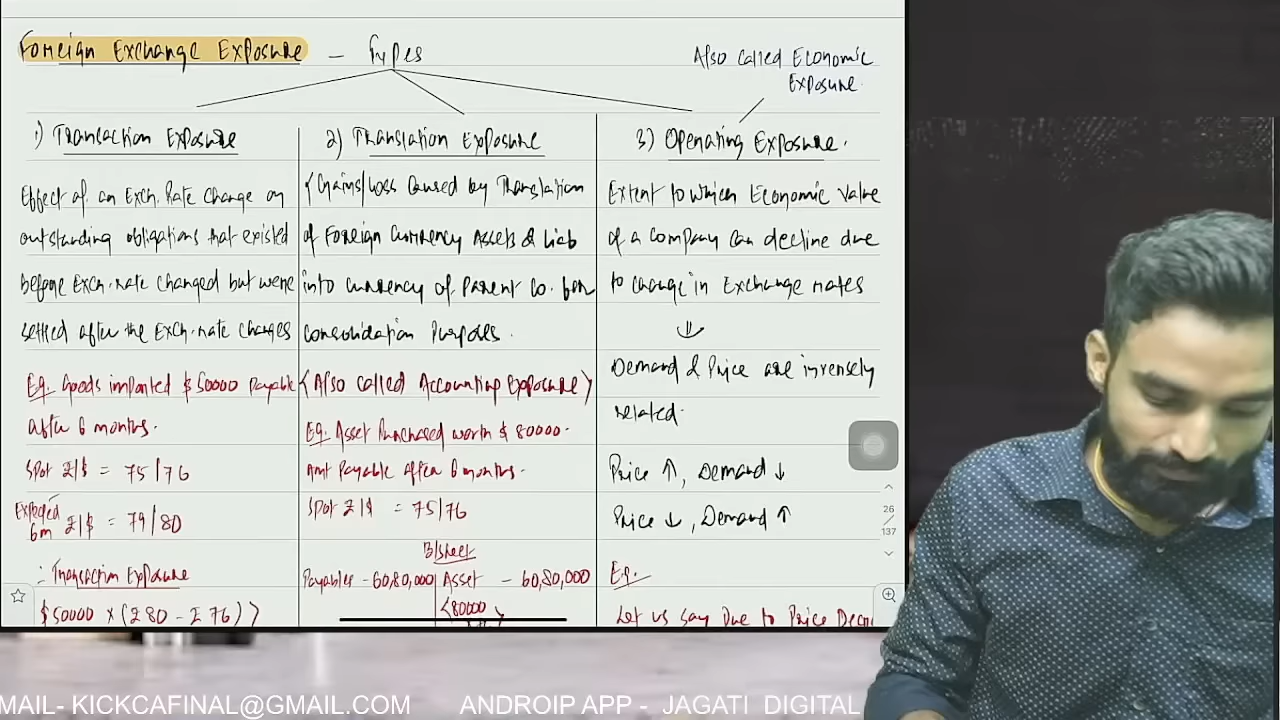 Foreign Exchange Exposure – Types
Also called Economic
Exposure.
1) Transaction Exposure
Effect of an Exch. Rate change on
outstanding obligations that existed
before Exch. rate changed but were
settled after the Exch. rate changes
Eg. Goods imported $ 50000 payable
after 6 months.
Spot ₹/$ = 75/76
Expected
6m ₹/$ = 79/80
∴ Transaction Exposure
$50000 × (₹80 – ₹76)
2) Translation Exposure
{Gains/Loss caused by Translation
of Foreign Currency Assets & Liab
into currency of Parent Co. for
consolidation Purposes.
(Also called Accounting Exposure)
Eg. Asset Purchased worth $ 80000.
Amt Payable After 6 months.
Spot ₹/$ = 75/76
B/sheet
Payables – 60,80,000 Asset – 60,80,000
(80000
3) Operating Exposure.
Extent to which Economic value
of a company can decline due
to change in Exchange rates
⇓
Demand & Price are inversely
related.
Price ↑, Demand ↓
Price ↓, Demand ↑
Eg.
Let us say Due to Price
26
137
MAIL- KICKCAFINAL@GMAIL.COM ANDROIP APP - JAGATI DIGITAL